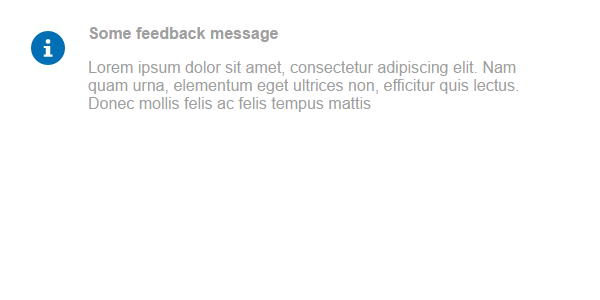 Some feedback message
Lorem ipsum dolor sit amet, consectetur adipiscing elit. Nam
quam urna, elementum eget ultrices non, efficitur quis lectus.
Donec mollis felis ac felis tempus mattis